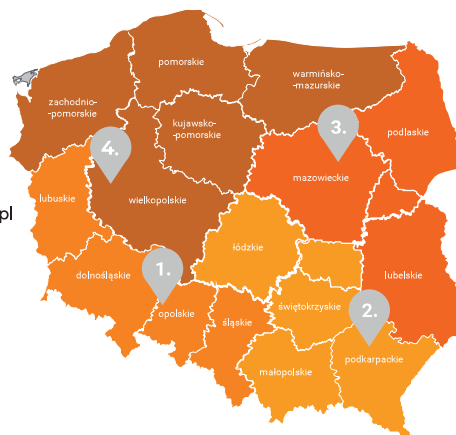 pomorskie
warmińsko-
-mazurskie
zachodnio-
-pomorskie
kujawsko-
-pomorskie
podlaskie
3.
4.
mazowieckie
lubuskie
wielkopolskie
pl
łódzkie
1.
dolnośląskie
lubelskie
opolskie
świętokrzyskie
2.
śląskie
podkarpackie
małopolskie